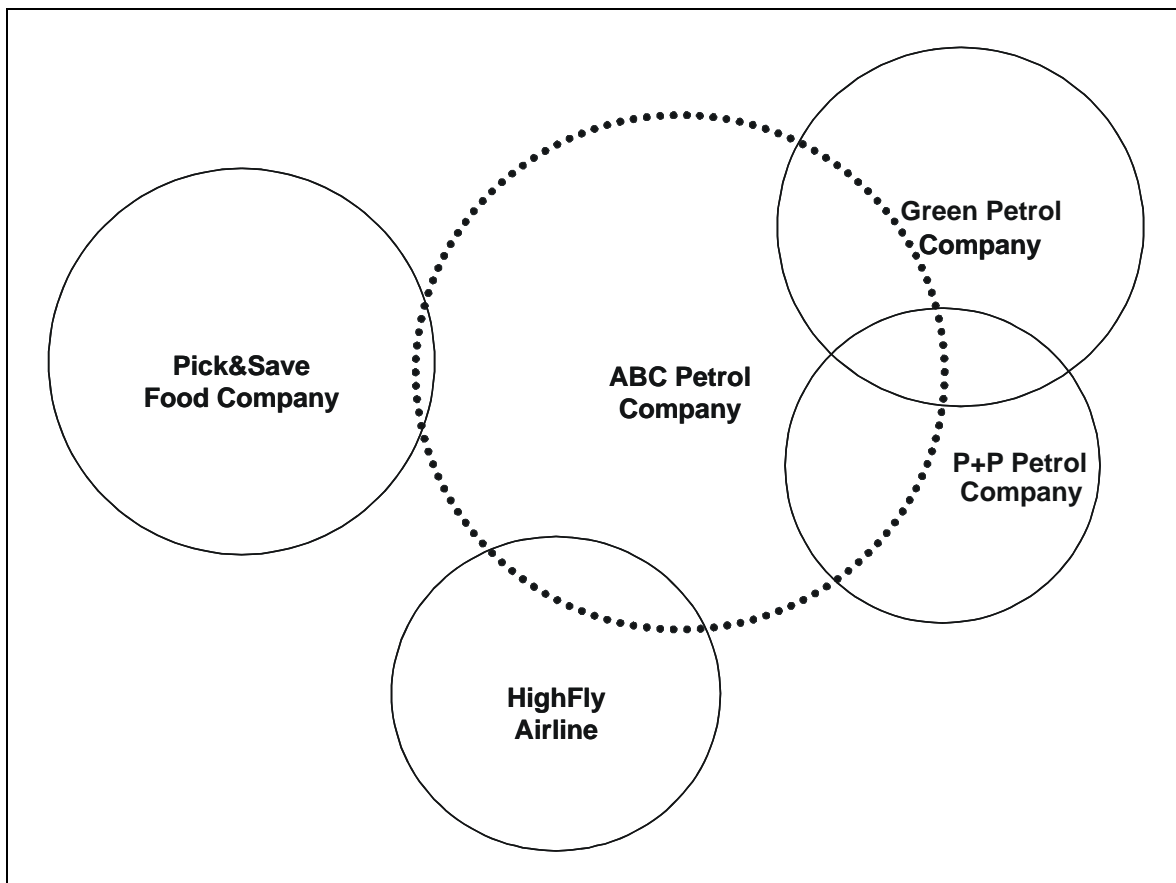 Green Petrol
Company
Pick&Save
Food Company
ABC Petrol
Company
P+P Petrol
Company
HighFly
Airline